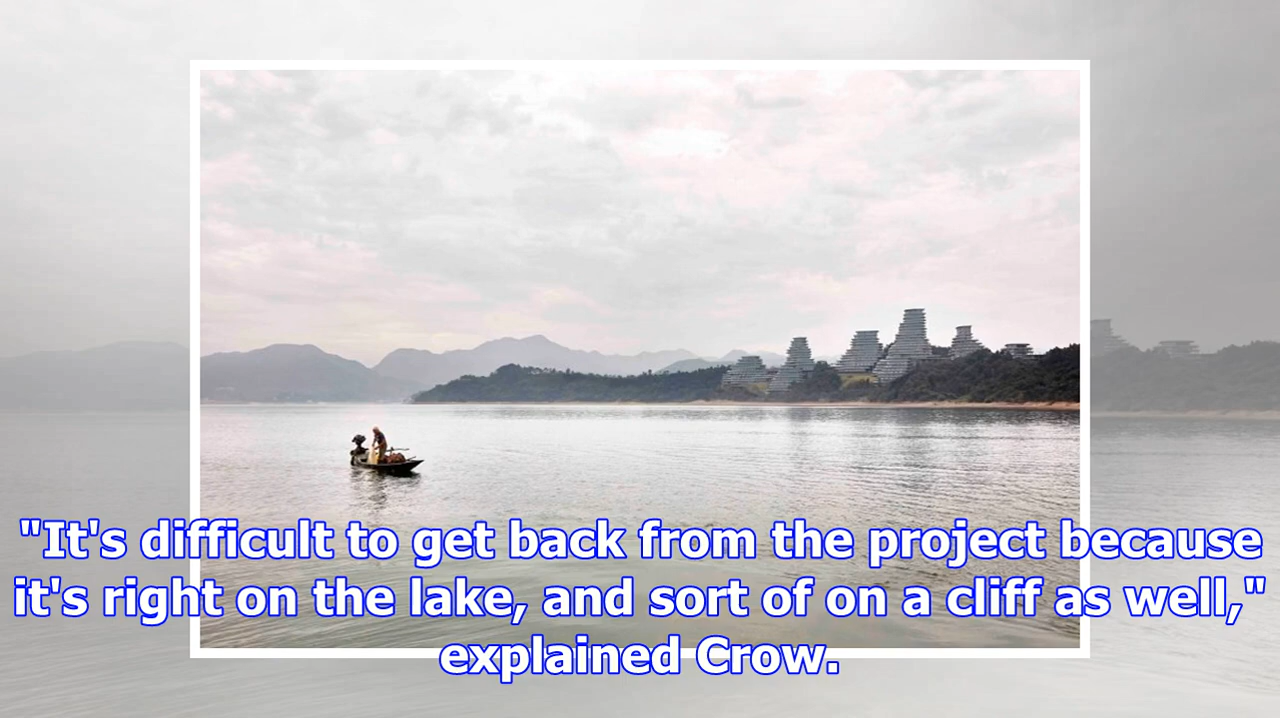 "It's difficult to get back from the project because
it's right on the lake, and sort of on a cliff as well,"
explained Crow.